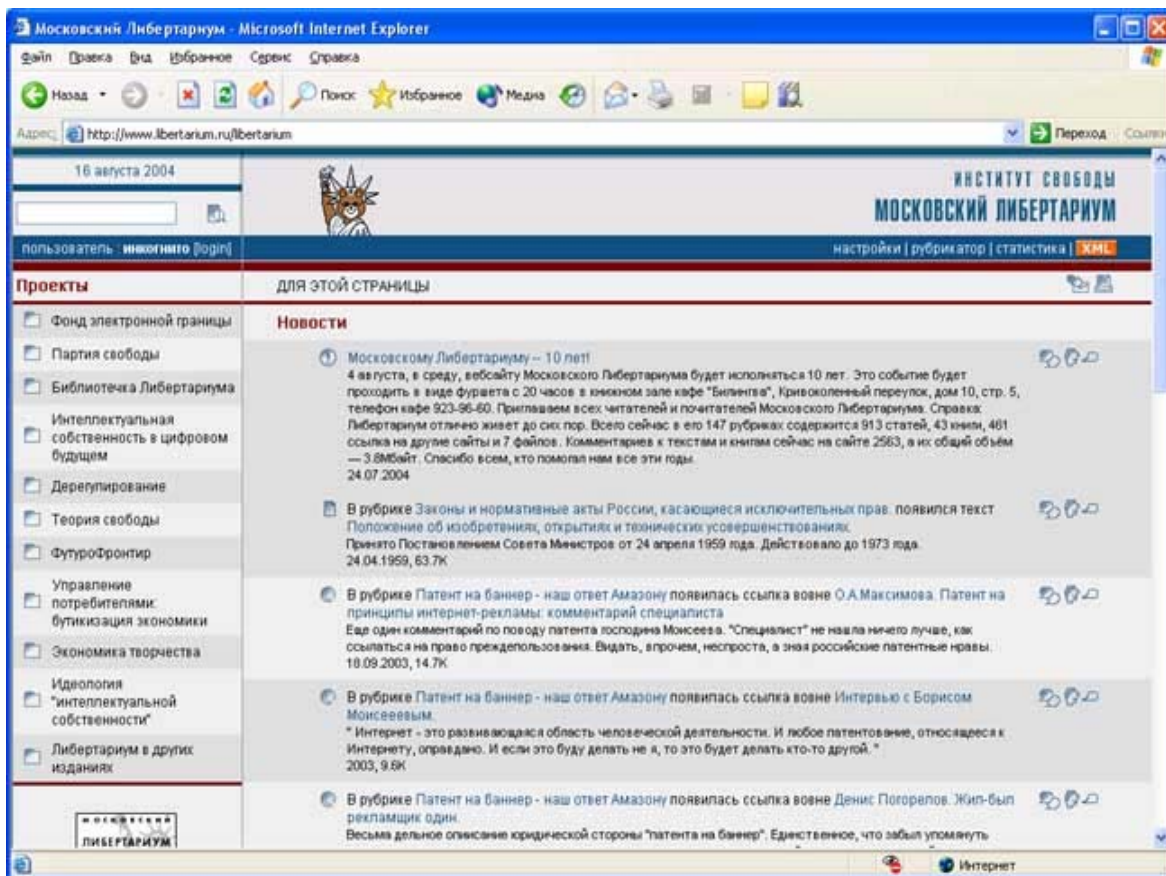 Московский Либертариум - Microsoft Internet Explorer
Файл Правка Вид Избранное Сервис Справка
Назад Поиск Избранное Медиа
Адрес: http://www.libertarium.ru/libertarium Переход Ссылки
16 августа 2004
ИНСТИТУТ СВОБОДЫ
МОСКОВСКИЙ ЛИБЕРТАРИУМ
пользователь : инкогнито [login]
настройки | рубрикатор | статистика | XML
Проекты
Фонд электронной границы
Партия свободы
Библиотечка Либертариума
Интеллектуальная
собственность в цифровом
будущем
Дерегулирование
Теория свободы
ФутуроФронтир
Управление
потребителями:
бутикизация экономики
Экономика творчества
Идеология
"интеллектуальной
собственности"
Либертариум в других
изданиях
МОСКОВСКИЙ
ЛИБЕРТАРИУМ
ДЛЯ ЭТОЙ СТРАНИЦЫ
Новости
Московскому Либертариуму -- 10 лет!
4 августа, в среду, вебсайту Московского Либертариума будет исполняться 10 лет. Это событие будет
проходить в виде фуршета с 20 часов в книжном зале кафе "Билингва", Кривоколенный переулок, дом 10, стр. 5,
телефон кафе 923-96-60. Приглашаем всех читателей и почитателей Московского Либертариума. Справка:
Либертариум отлично живет до сих пор. Всего сейчас в его 147 рубриках содержится 913 статей, 43 книги, 461
ссылка на другие сайты и 7 файлов. Комментариев к текстам и книгам сейчас на сайте 2563, а их общий объём
— 3.8Мбайт. Спасибо всем, кто помогал нам все эти годы.
24.07.2004
В рубрике Законы и нормативные акты России, касающиеся исключительных прав. появился текст
Положение об изобретениях, открытиях и технических усовершенствованиях.
Принято Постановлением Совета Министров от 24 апреля 1959 года. Действовало до 1973 года.
24.04.1959, 63.7K
В рубрике Патент на баннер - наш ответ Амазону появилась ссылка вовне О.А.Максимова. Патент на
принципы интернет-рекламы: комментарий специалиста
Еще один комментарий по поводу патента господина Моисеева. "Специалист" не нашла ничего лучше, как
ссылаться на право преждепользования. Видать, впрочем, неспроста, а зная российские патентные нравы.
18.09.2003, 14.7K
В рубрике Патент на баннер - наш ответ Амазону появилась ссылка вовне Интервью с Борисом
Моисееевым.
" Интернет - это развивающаяся область человеческой деятельности. И любое патентование, относящееся к
Интернету, оправдано. И если это буду делать не я, то это будет делать кто-то другой. "
2003, 9.6K
В рубрике Патент на баннер - наш ответ Амазону появилась ссылка вовне Денис Погорелов. Жил-был
рекламщик один.
Весьма дельное описание юридической стороны "патента на баннер". Единственное, что забыл упомянуть
Интернет